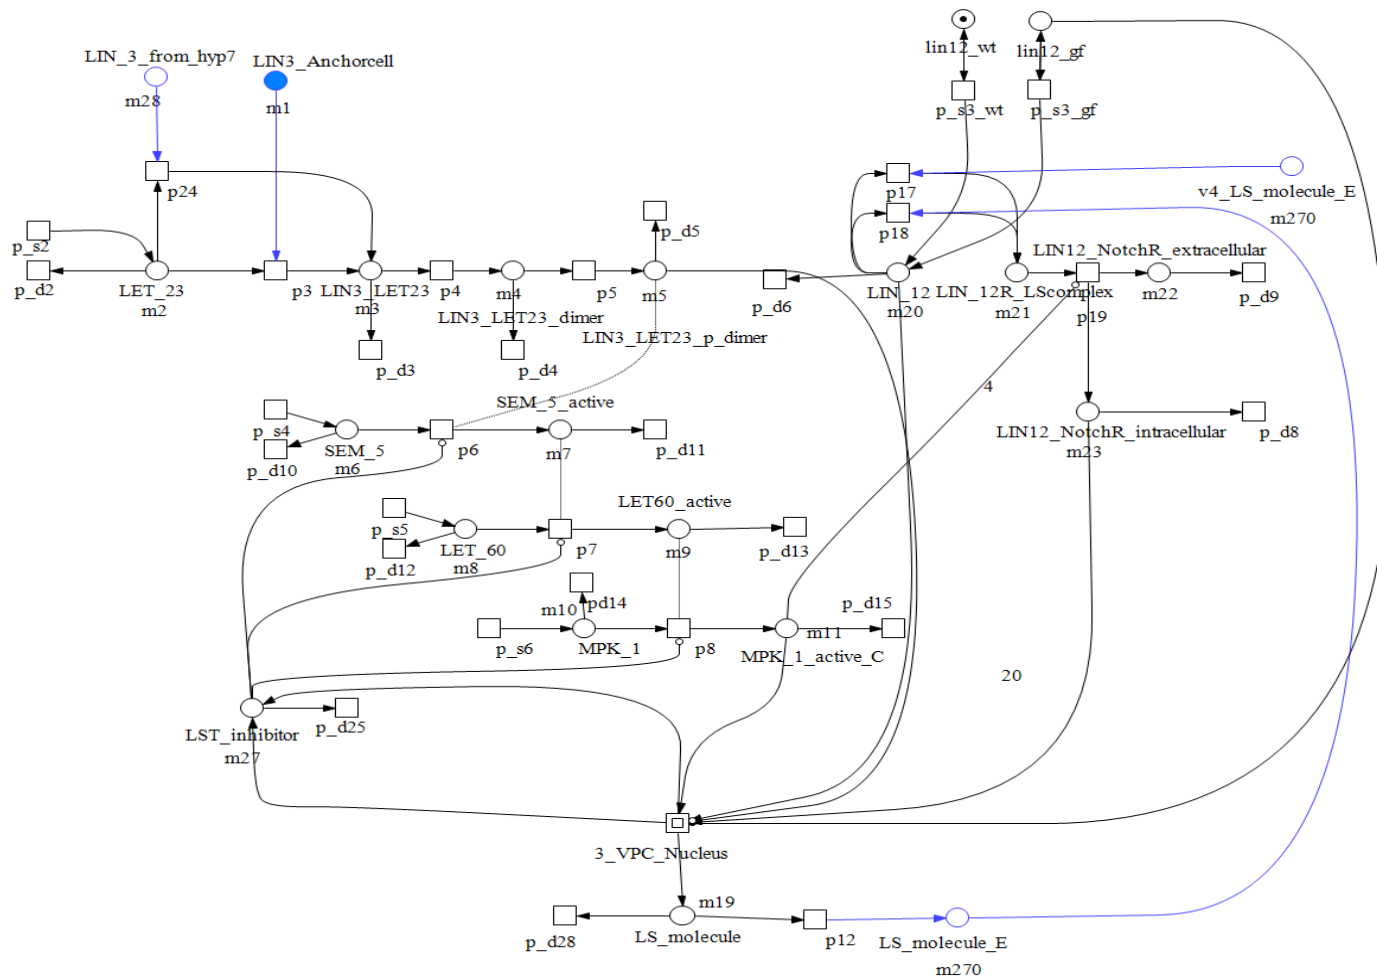 lin12_wt
lin12_gf
LIN_3_from_hyp7
LIN3_Anchorcell
m28
m1
p_s3_wt
p_s3_gf
p24
p17
v4_LS_molecule_E
m270
p_s2
p_d5
p18
LIN12_NotchR_extracellular
p_d2
LET_23
m2
p3
LIN3_LET23
m3
p4
m4
LIN3_LET23_dimer
p5
m5
LIN3_LET23_p_dimer
p_d6
LIN_12
m20
LIN_12R_LScomplex
m21
p19
m22
p_d9
p_d3
p_d4
4
SEM_5_active
p_s4
p_d10
SEM_5
m6
p6
m7
p_d11
LIN12_NotchR_intracellular
m23
p_d8
LET60_active
p_s5
p_d12
LET_60
m8
p7
m9
p_d13
m10
pd14
p_d15
p_s6
MPK_1
p8
m11
MPK_1_active_C
20
LST_inhibitor
m27
p_d25
3_VPC_Nucleus
m19
p_d28
LS_molecule
p12
LS_molecule_E
m270